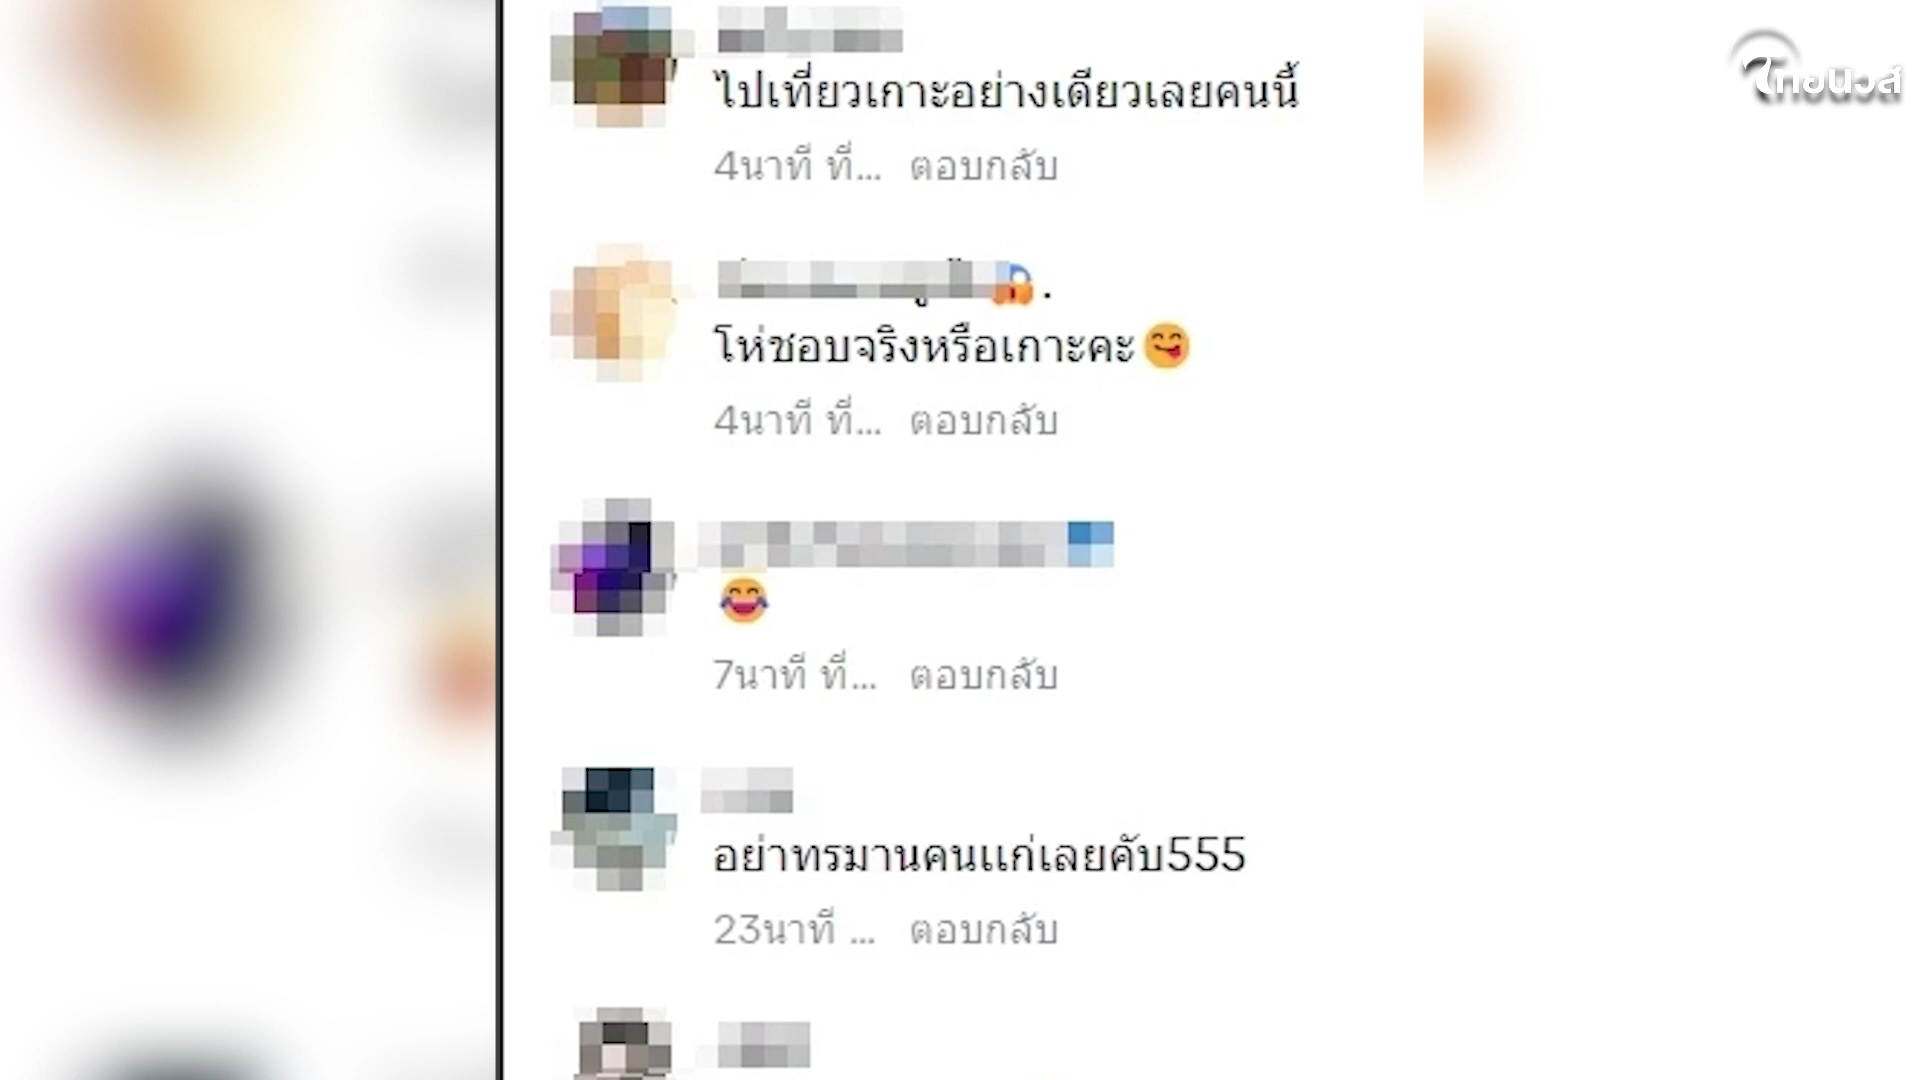 ไทยนิวส์
ไปเที่ยวเกาะอย่างเดียวเลยคนนี้
4นาที ที่... ตอบกลับ
โห่ชอบจริงหรือเกาะคะ😜
4นาที ที่... ตอบกลับ
😂
7นาที ที่... ตอบกลับ
อย่าทรมานคนแก่เลยคับ555
23นาที ... ตอบกลับ